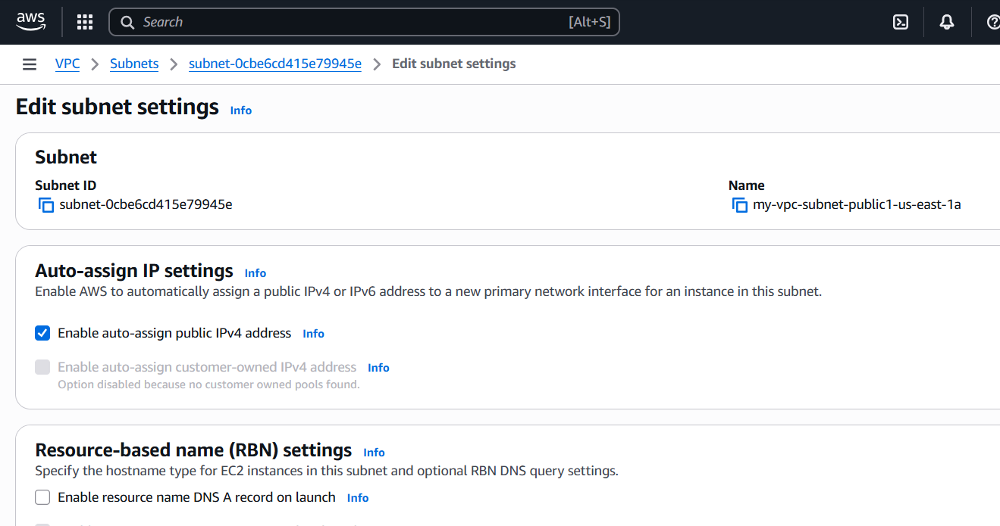 aws
Search [Alt+S]
VPC > Subnets > subnet-0cbe6cd415e79945e > Edit subnet settings
Edit subnet settings Info
Subnet
Subnet ID
subnet-0cbe6cd415e79945e
Name
my-vpc-subnet-public1-us-east-1a
Auto-assign IP settings Info
Enable AWS to automatically assign a public IPv4 or IPv6 address to a new primary network interface for an instance in this subnet.
Enable auto-assign public IPv4 address Info
Enable auto-assign customer-owned IPv4 address Info
Option disabled because no customer owned pools found.
Resource-based name (RBN) settings Info
Specify the hostname type for EC2 instances in this subnet and optional RBN DNS query settings.
Enable resource name DNS A record on launch Info